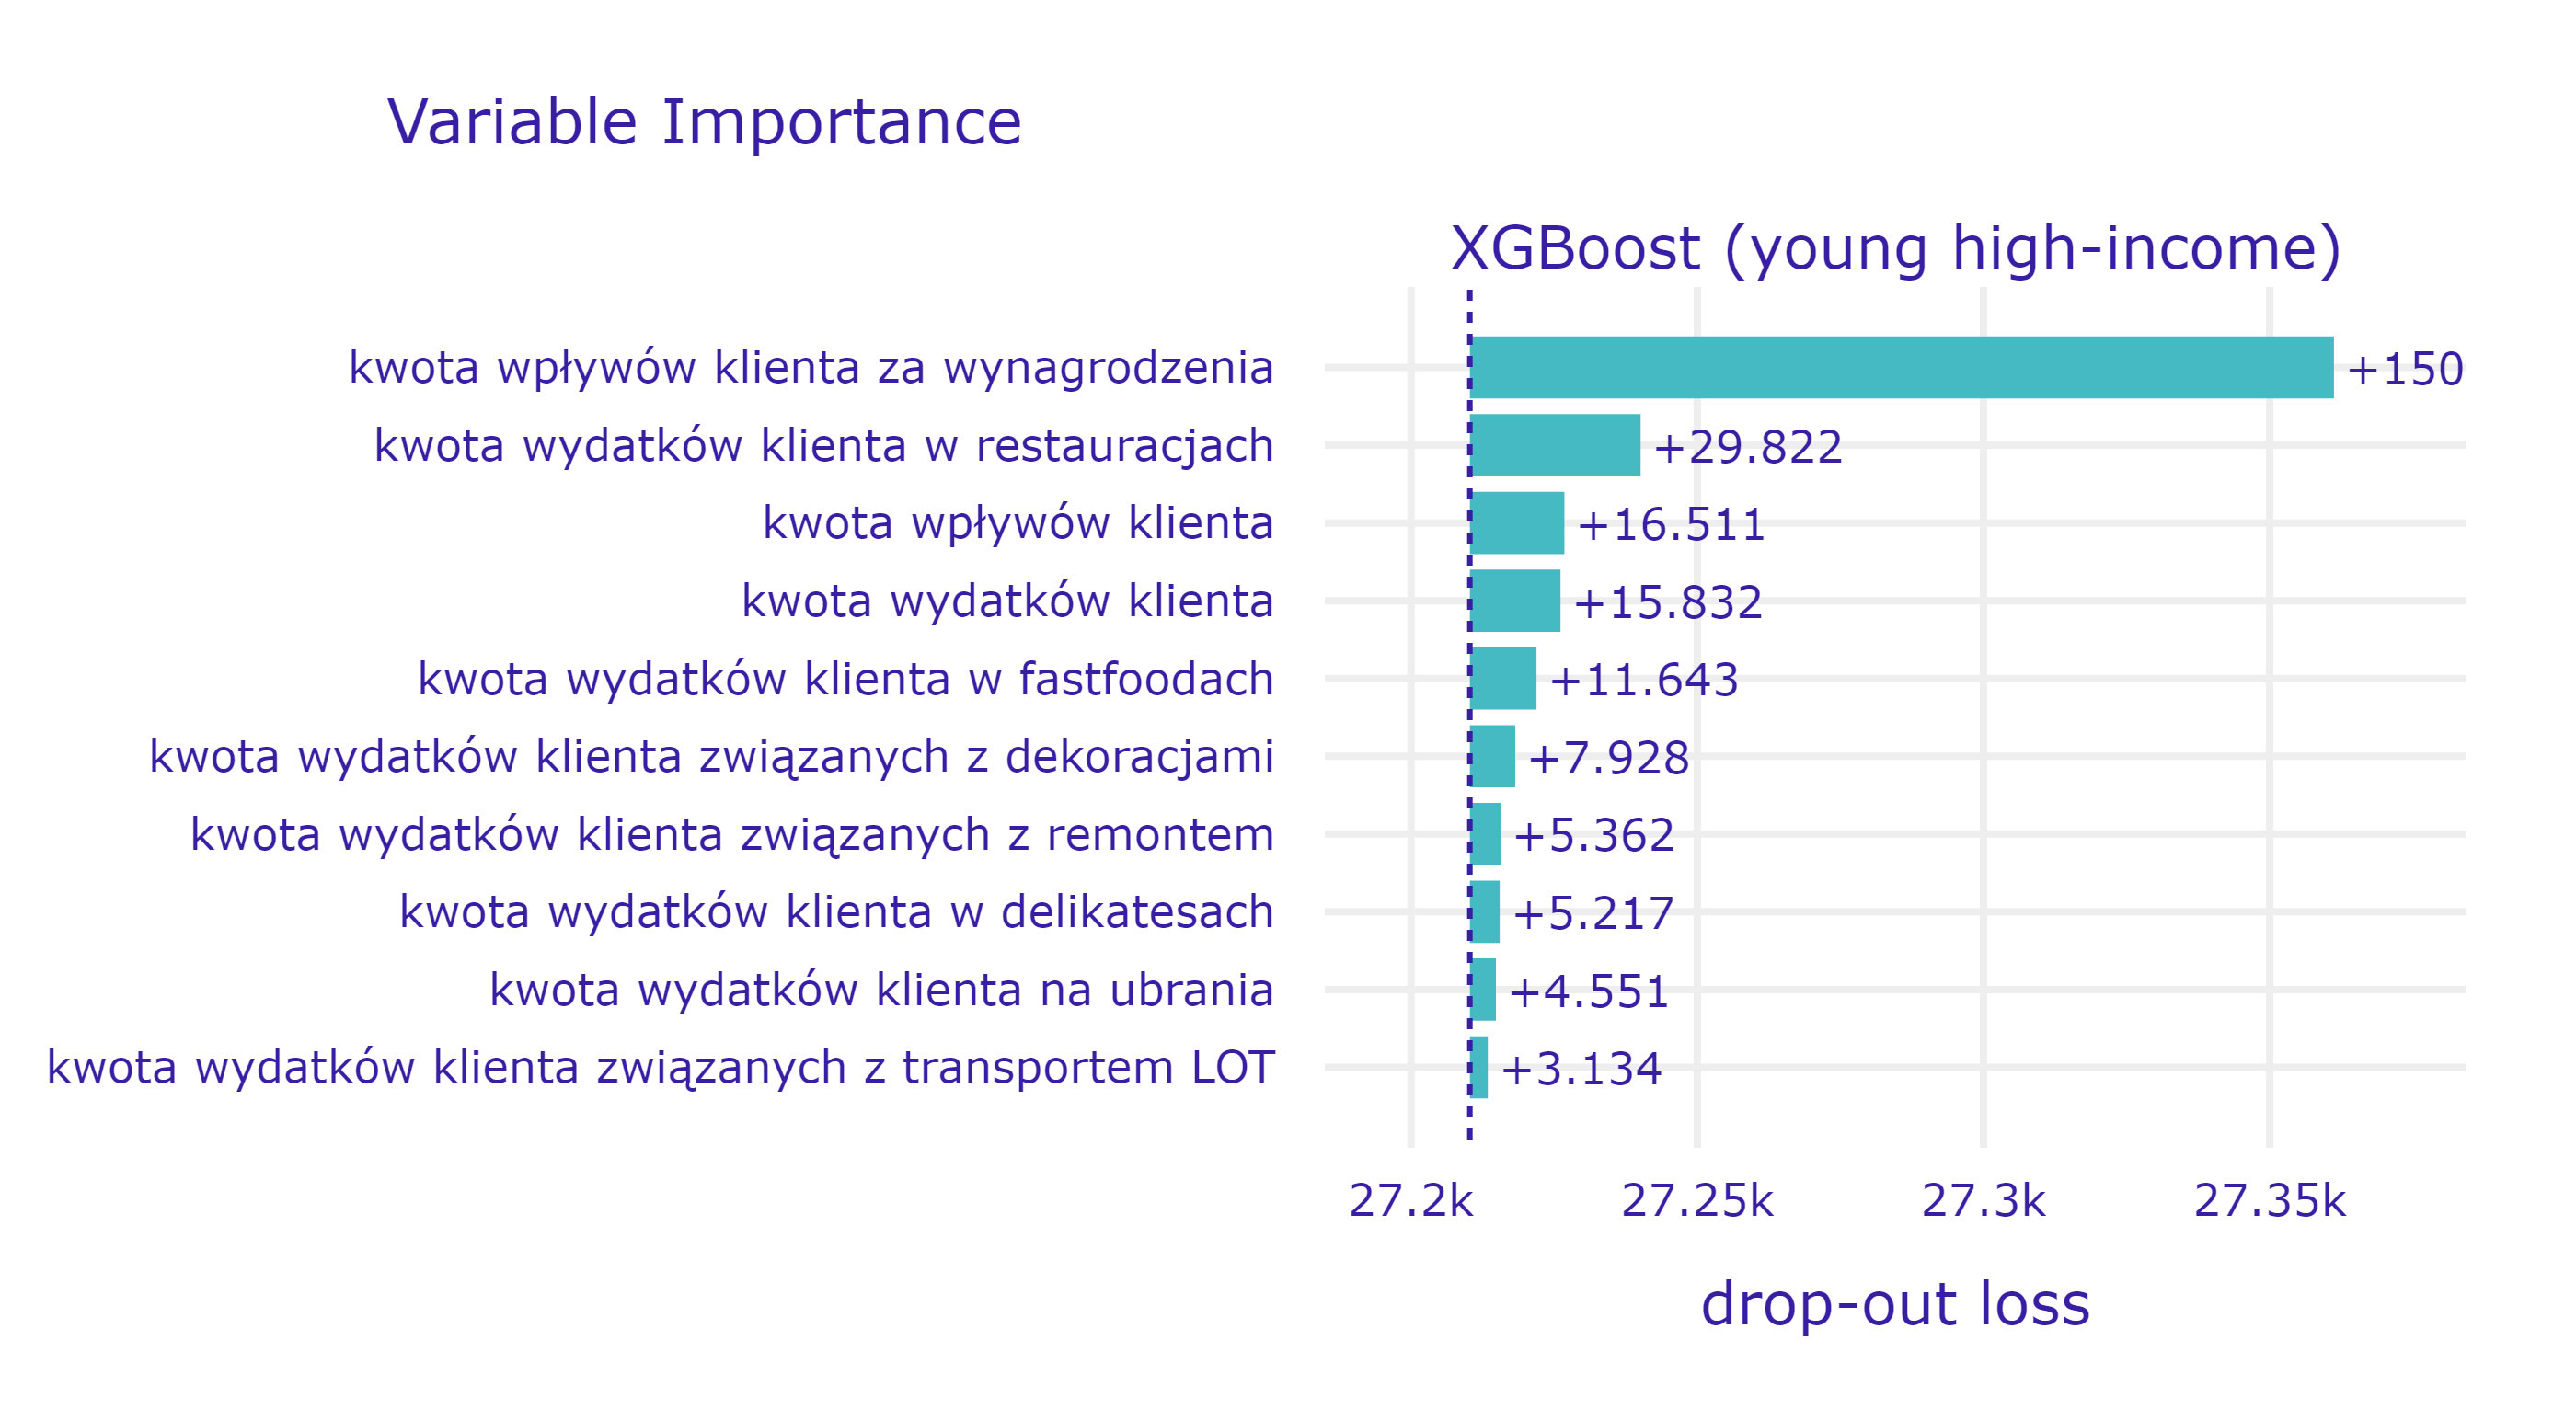 Variable Importance
XGBoost (young high-income)
kwota wpływów klienta za wynagrodzenia +150
kwota wydatków klienta w restauracjach +29.822
kwota wpływów klienta +16.511
kwota wydatków klienta +15.832
kwota wydatków klienta w fastfoodach +11.643
kwota wydatków klienta związanych z dekoracjami +7.928
kwota wydatków klienta związanych z remontem +5.362
kwota wydatków klienta w delikatesach +5.217
kwota wydatków klienta na ubrania +4.551
kwota wydatków klienta związanych z transportem LOT +3.134
27.2k 27.25k 27.3k 27.35k
drop-out loss